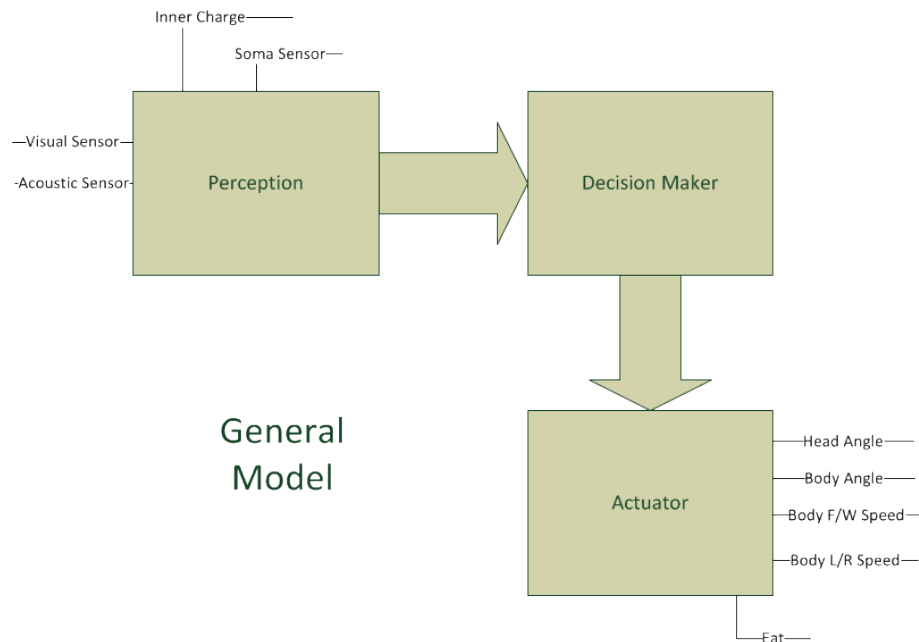 Inner Charge
Soma Sensor
Visual Sensor
Acoustic Sensor
Perception
Decision Maker
General
Model
Actuator
Head Angle
Body Angle
Body F/W Speed
Body L/R Speed
Eat